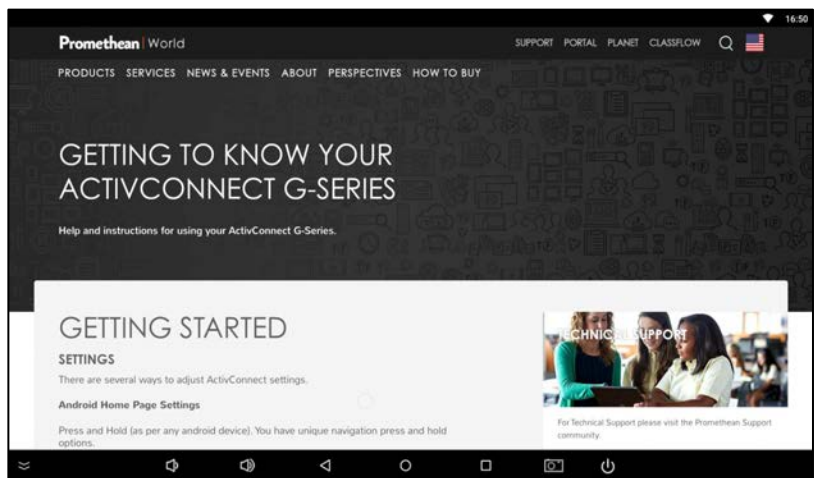 16:50
Promethean World
SUPPORT PORTAL PLANET CLASSFLOW
PRODUCTS SERVICES NEWS & EVENTS ABOUT PERSPECTIVES HOW TO BUY
GETTING TO KNOW YOUR
ACTIVCONNECT G-SERIES
Help and instructions for using your ActivConnect G-Series.
GETTING STARTED
SETTINGS
There are several ways to adjust ActivConnect settings.
Android Home Page Settings
Press and Hold (as per any android device). You have unique navigation press and hold
options.
TECHNICAL SUPPORT
For Technical Support please visit the Promethean Support
community.